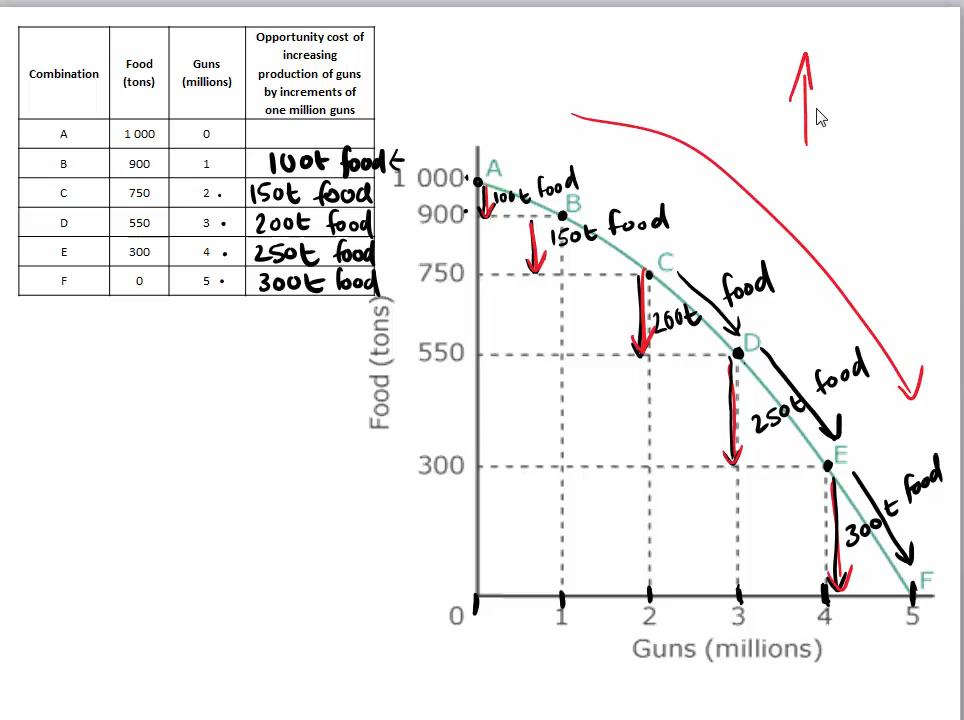 Combination Food (tons) Guns (millions) Opportunity cost of increasing production of guns by increments of one million guns
A 1 000 0
B 900 1 100t food
C 750 2 150t food
D 550 3 200t food
E 300 4 250t food
F 0 5 300t food
Food (tons)
1 000
900
750
550
300
0
A
B
C
D
E
F
100t food
150t food
200t food
250t food
300t food
1 2 3 4 5
Guns (millions)